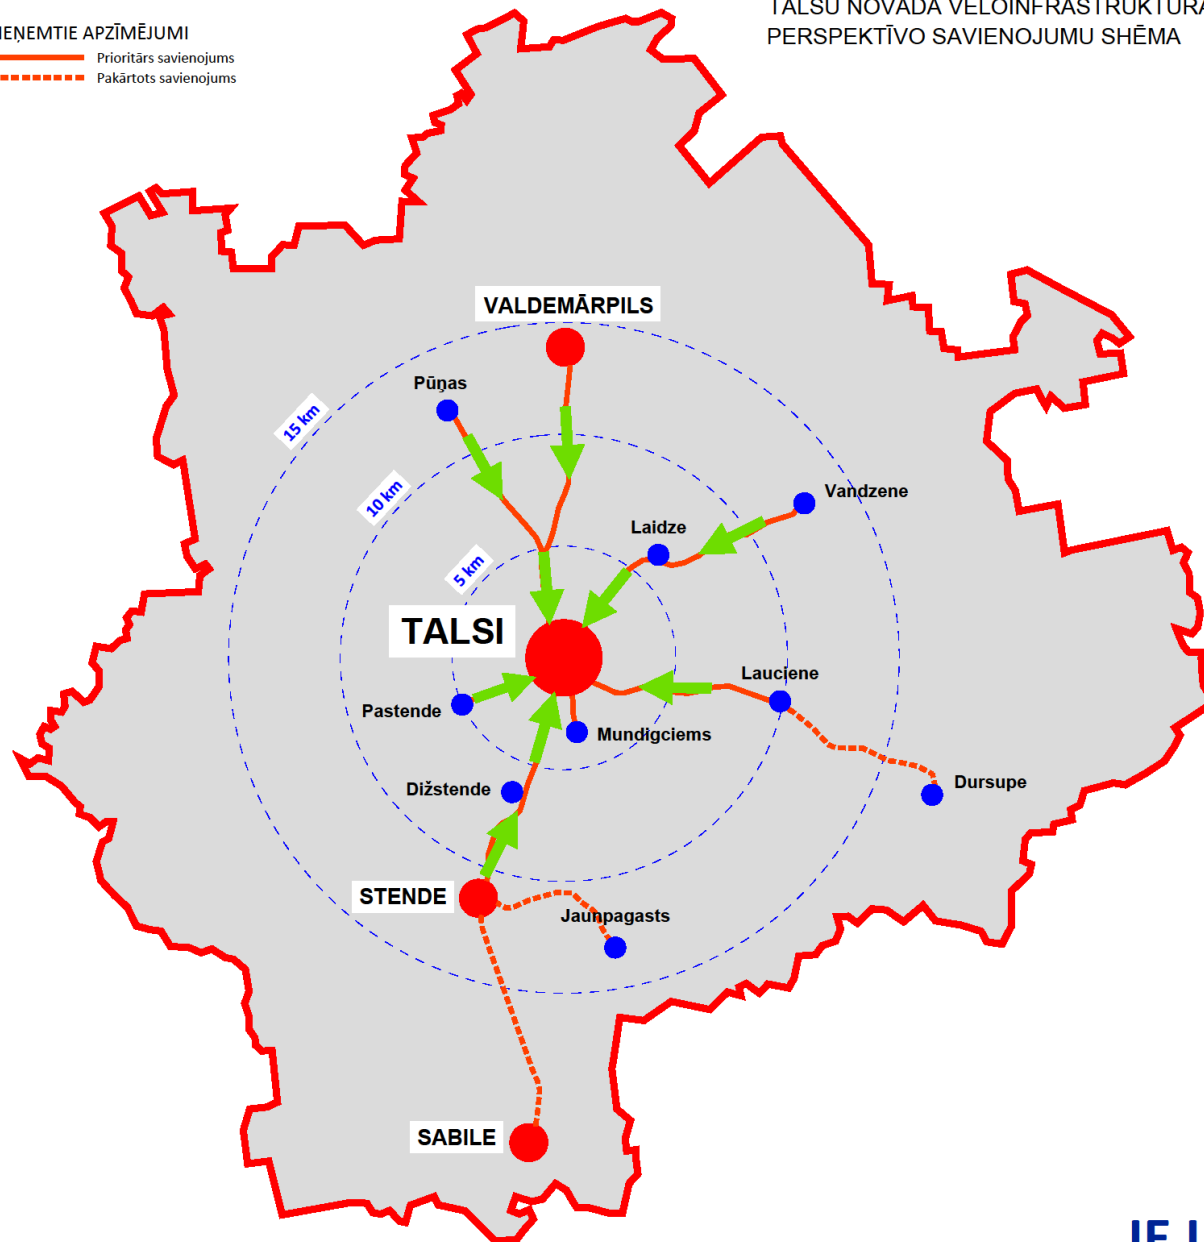 TALSU NOVADA VELOINFRASTRUKTŪRA
PERSPEKTĪVO SAVIENOJUMU SHĒMA
IEŅEMTIE APZĪMĒJUMI
Prioritārs savienojums
Pakārtots savienojums
VALDEMĀRPILS
Pūņas
15 km
10 km
Vandzene
Laidze
5 km
TALSI
Lauciene
Pastende
Mundigciems
Dižstende
Dursupe
STENDE
Jaunpagasts
SABILE